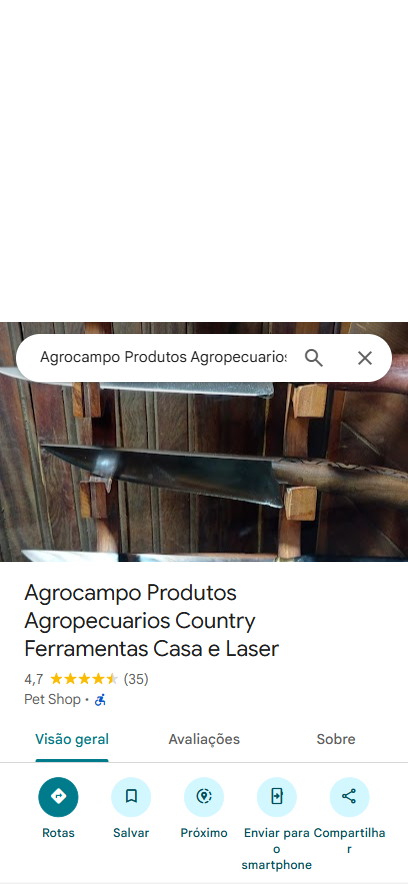 Agrocampo Produtos Agropecuarios
Agrocampo Produtos
Agropecuarios Country
Ferramentas Casa e Laser
4,7 (35)
Pet Shop ·
Visão geral Avaliações Sobre
Rotas Salvar Próximo Enviar para o smartphone Compartilhar